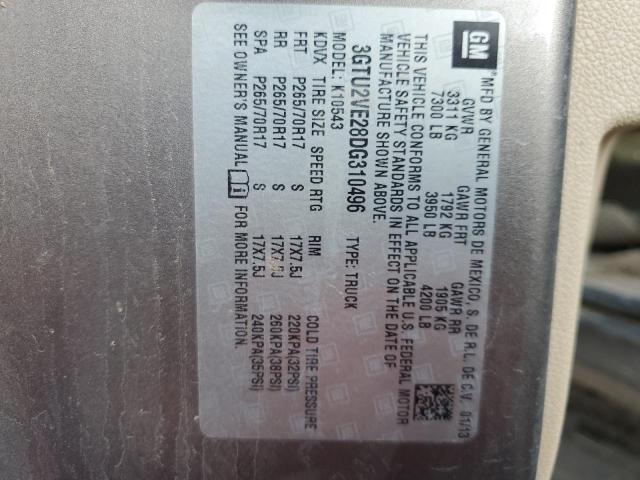 GM
MFD BY GENERAL MOTORS DE MEXICO, S. DE R.L. DE C.V. 01/13
GVWR GAWR FRT GAWR RR
3311 KG 1792 KG 1905 KG
7300 LB 3950 LB 4200 LB
THIS VEHICLE CONFORMS TO ALL APPLICABLE U.S. FEDERAL MOTOR
VEHICLE SAFETY STANDARDS IN EFFECT ON THE DATE OF
MANUFACTURE SHOWN ABOVE.
3GTU2VE28DG310496 TYPE: TRUCK
MODEL: K10543
KDVX TIRE SIZE SPEED RTG RIM COLD TIRE PRESSURE
FRT P265/70R17 S 17X7.5J 220KPA(32PSI)
RR P265/70R17 S 17X7.5J 260KPA(38PSI)
SPA P265/70R17 S 17X7.5J 240KPA(35PSI)
SEE OWNER'S MANUAL FOR MORE INFORMATION.